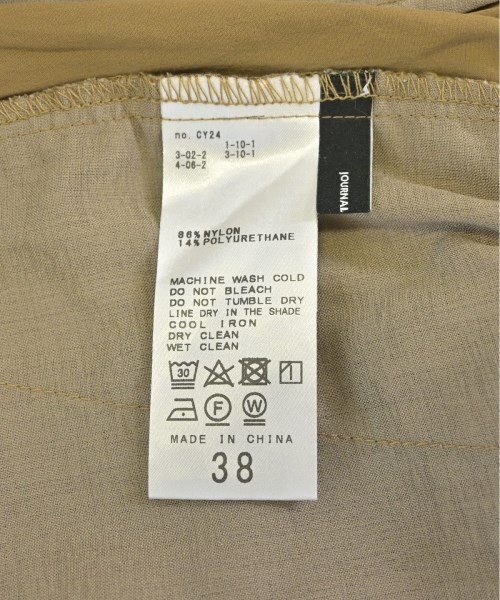 no. CY24
1-10-1
3-02-2 3-10-1
4-06-2
86% NYLON
14% POLYURETHANE
MACHINE WASH COLD
DO NOT BLEACH
DO NOT TUMBLE DRY
LINE DRY IN THE SHADE
COOL IRON
DRY CLEAN
WET CLEAN
30
F W
MADE IN CHINA
38
JOURNAL